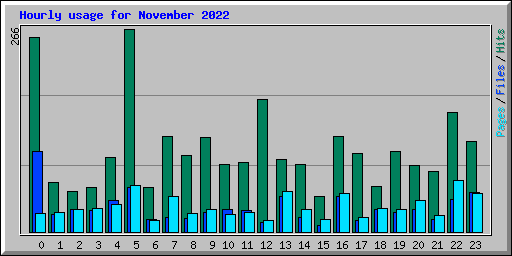 Hourly usage for November 2022
266
Pages / Files / Hits
0 1 2 3 4 5 6 7 8 9 10 11 12 13 14 15 16 17 18 19 20 21 22 23